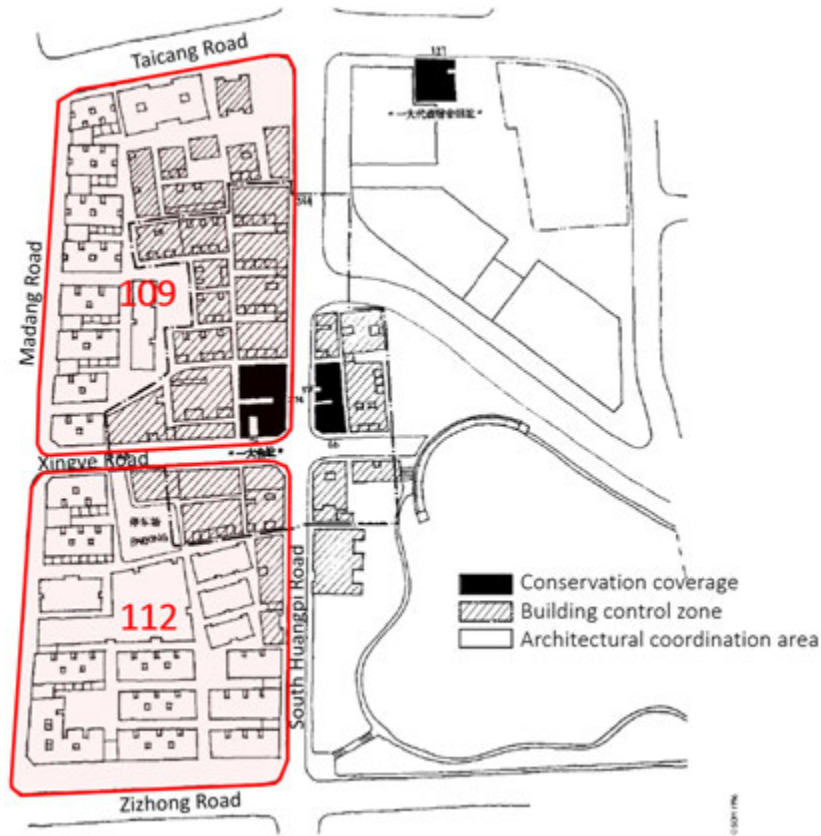 Taicang Road
Madang Road
109
Xingye Road
112
South Huangpi Road
Zizhong Road
Conservation coverage
Building control zone
Architectural coordination area